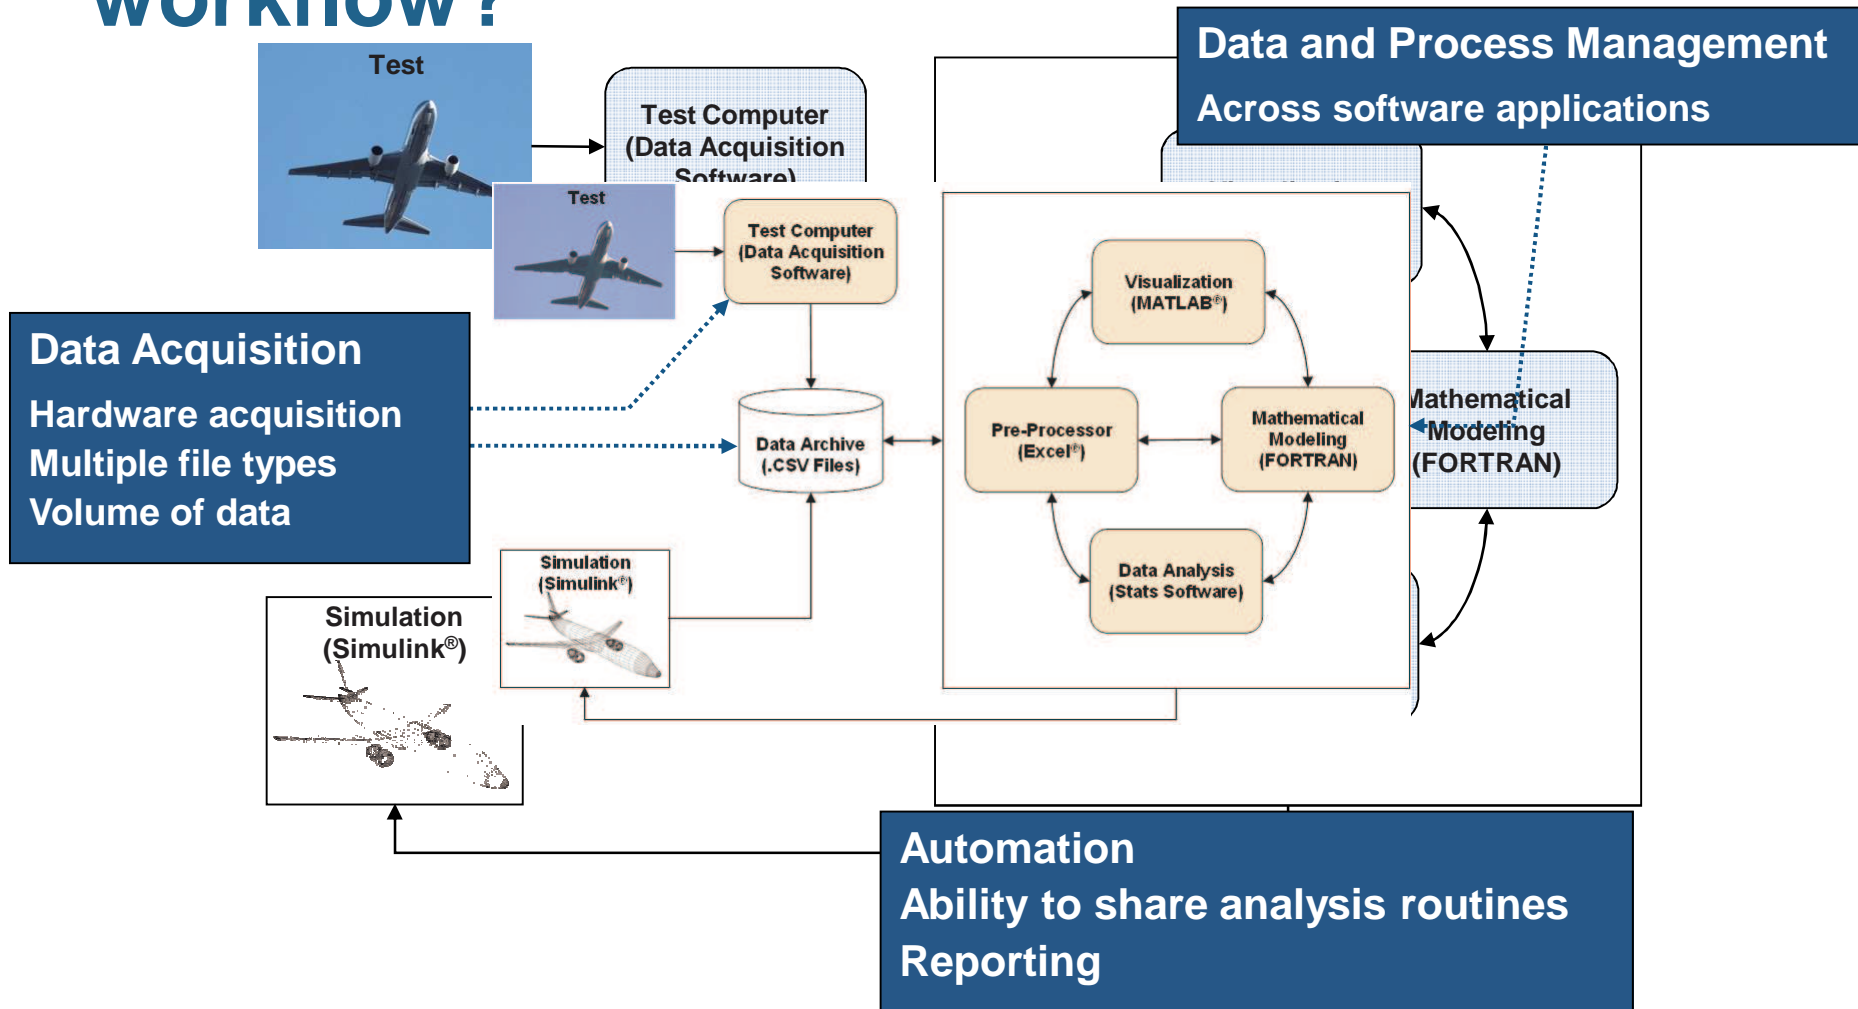 workflow?
Data and Process Management
Across software applications
Test
Test Computer
(Data Acquisition
Software)
Test
Test Computer
(Data Acquisition
Software)
Visualization
(MATLAB®)
Data Acquisition
Hardware acquisition
Multiple file types
Volume of data
Data Archive
(.CSV Files)
Pre-Processor
(Excel®)
Mathematical
Modeling
(FORTRAN)
Mathematical
Modeling
(FORTRAN)
Data Analysis
(Stats Software)
Simulation
(Simulink®)
Simulation
(Simulink®)
Automation
Ability to share analysis routines
Reporting